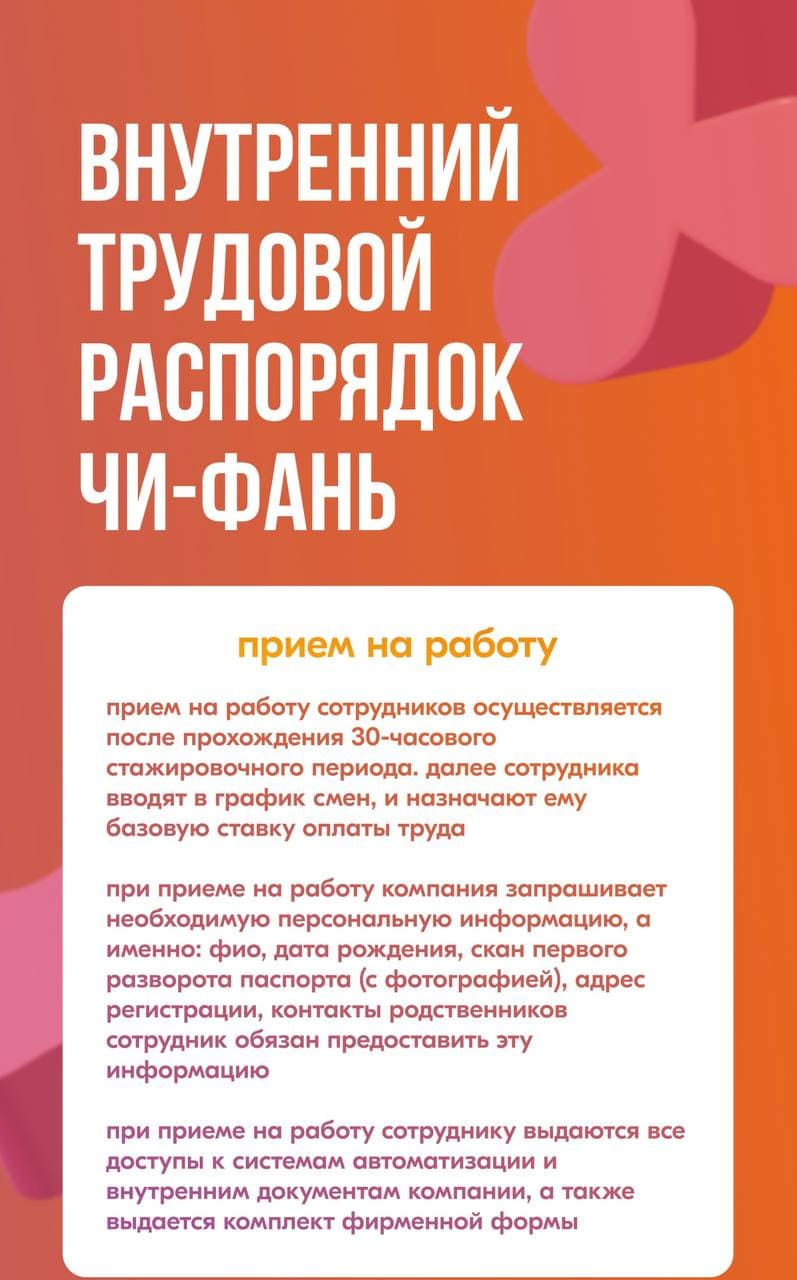 ВНУТРЕННИЙ
ТРУДОВОЙ
РАСПОРЯДОК
ЧИ-ФАНЬ
прием на работу
прием на работу сотрудников осуществляется
после прохождения 30-часового
стажировочного периода. далее сотрудника
вводят в график смен, и назначают ему
базовую ставку оплаты труда
при приеме на работу компания запрашивает
необходимую персональную информацию, а
именно: фио, дата рождения, скан первого
разворота паспорта (с фотографией), адрес
регистрации, контакты родственников
сотрудник обязан предоставить эту
информацию
при приеме на работу сотруднику выдаются все
доступы к системам автоматизации и
внутренним документам компании, а также
выдается комплект фирменной формы